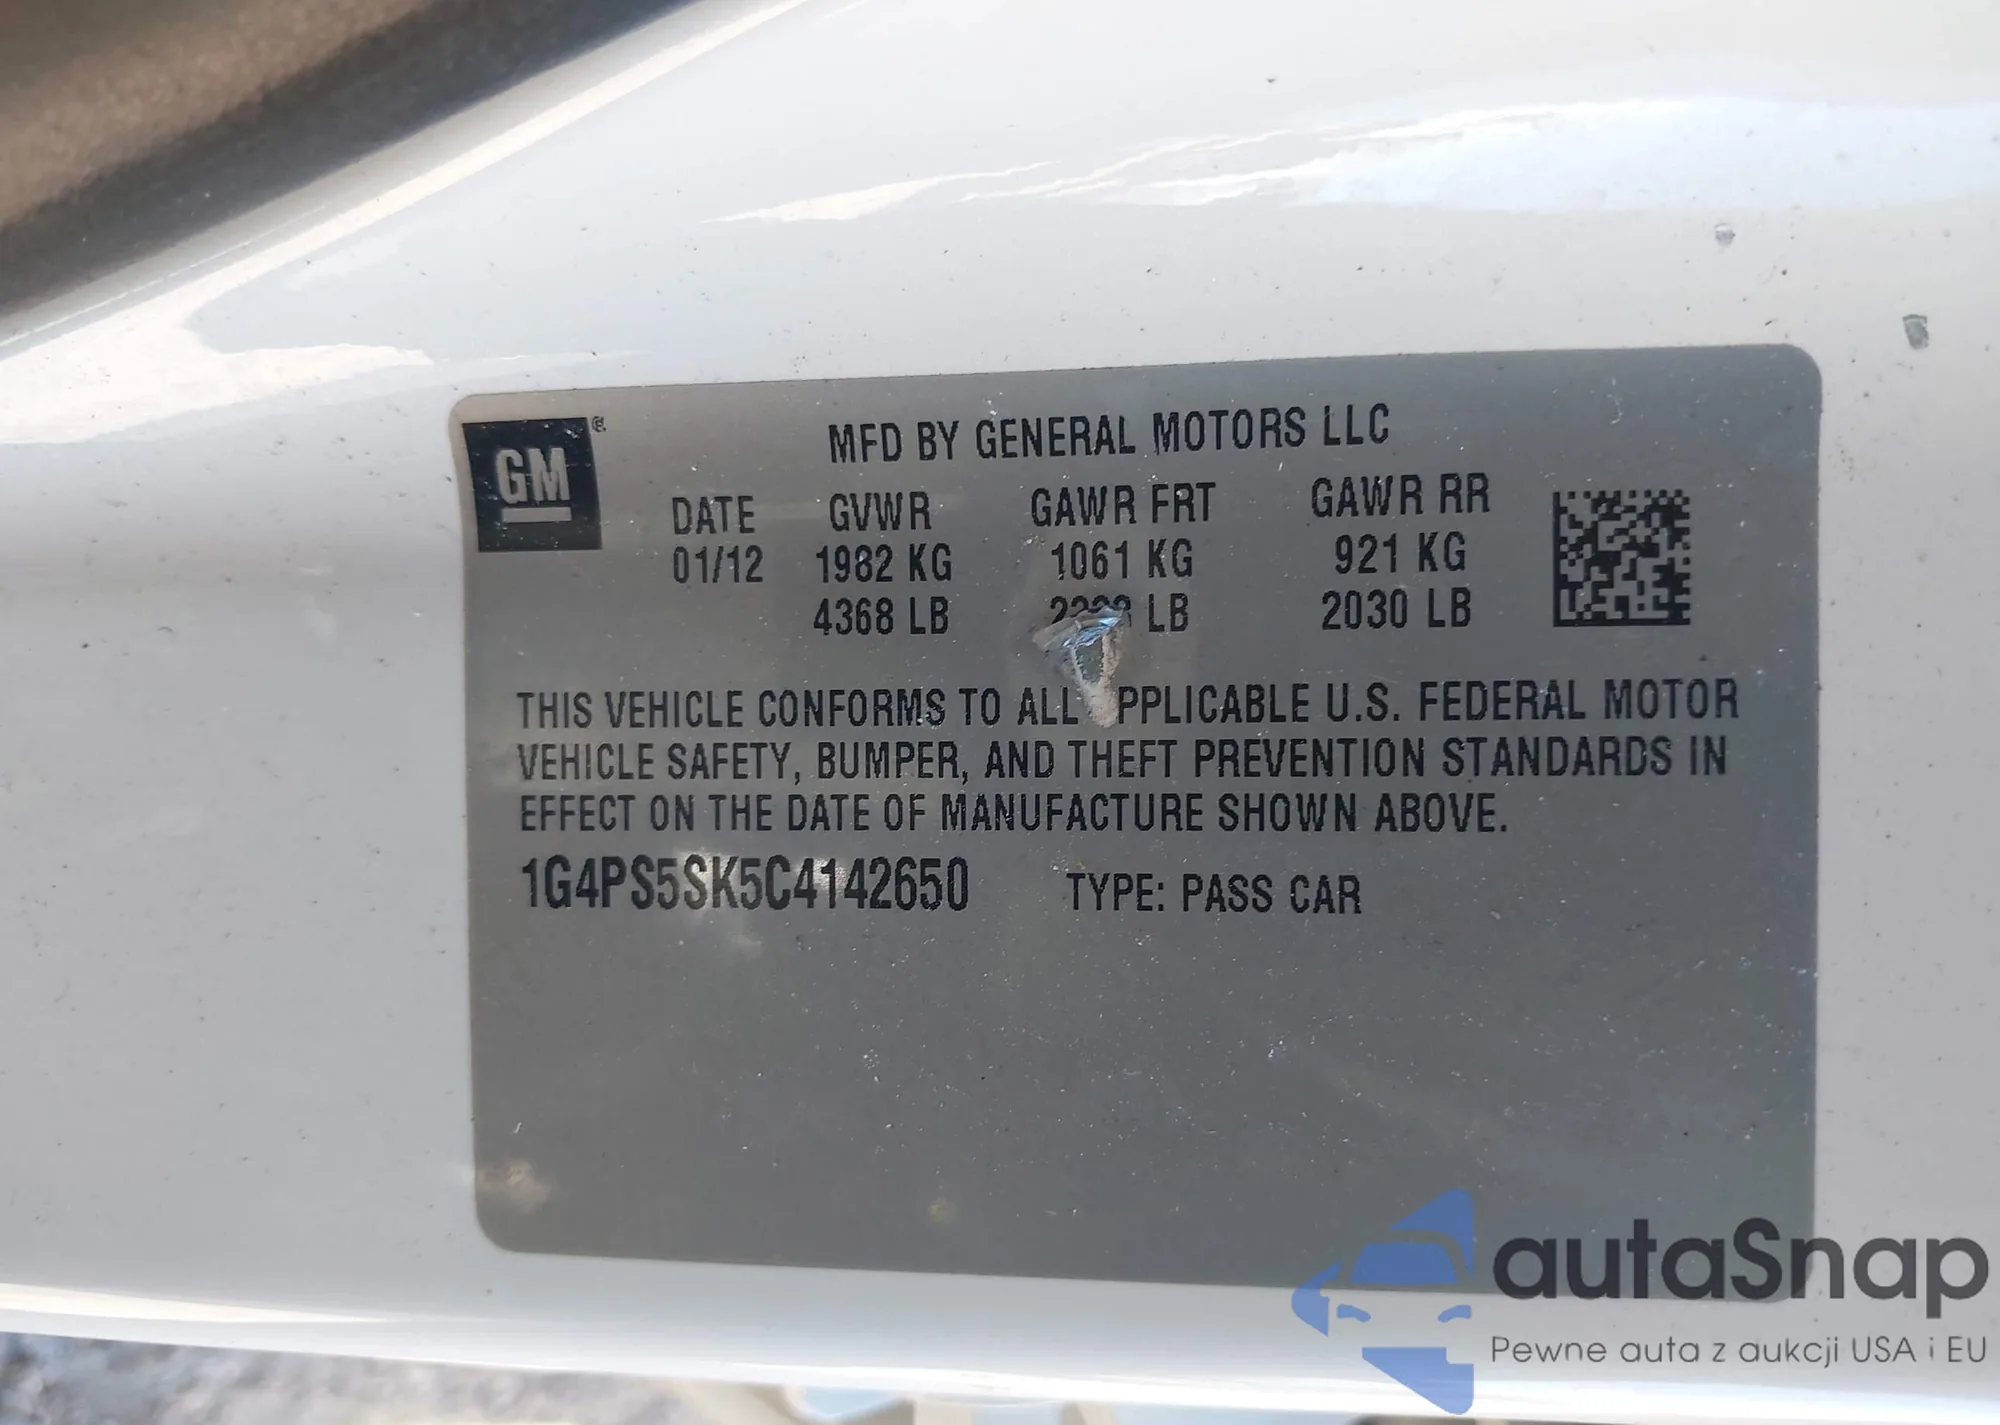 GM ®
MFD BY GENERAL MOTORS LLC
DATE GVWR GAWR FRT GAWR RR
01/12 1982 KG 1061 KG 921 KG
4368 LB LB 2030 LB
THIS VEHICLE CONFORMS TO ALL PPLICABLE U.S. FEDERAL MOTOR
VEHICLE SAFETY, BUMPER, AND THEFT PREVENTION STANDARDS IN
EFFECT ON THE DATE OF MANUFACTURE SHOWN ABOVE.
1G4PS5SK5C4142650 TYPE: PASS CAR
autaSnap
Pewne auta z aukcji USA i EU